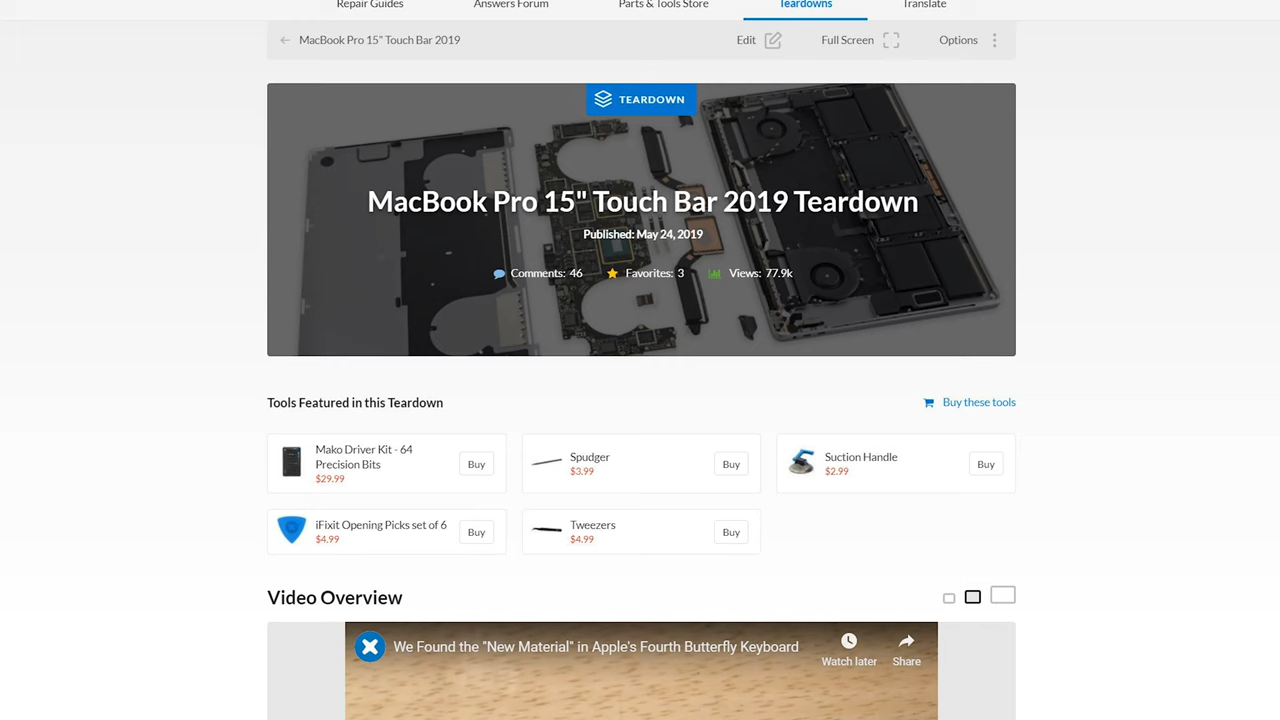 Repair Guides
Answers Forum
Parts & Tools Store
Teardowns
Translate
MacBook Pro 15" Touch Bar 2019
Edit
Full Screen
Options
TEARDOWN
MacBook Pro 15" Touch Bar 2019 Teardown
Published: May 24, 2019
Comments: 46
Favorites: 3
Views: 77.9k
Tools Featured in this Teardown
Buy these tools
Mako Driver Kit - 64
Precision Bits
$29.99
Buy
Spudger
$3.99
Buy
Suction Handle
$2.99
Buy
iFixit Opening Picks set of 6
$4.99
Buy
Tweezers
$4.99
Buy
Video Overview
We Found the "New Material" in Apple's Fourth Butterfly Keyboard
Watch later
Share